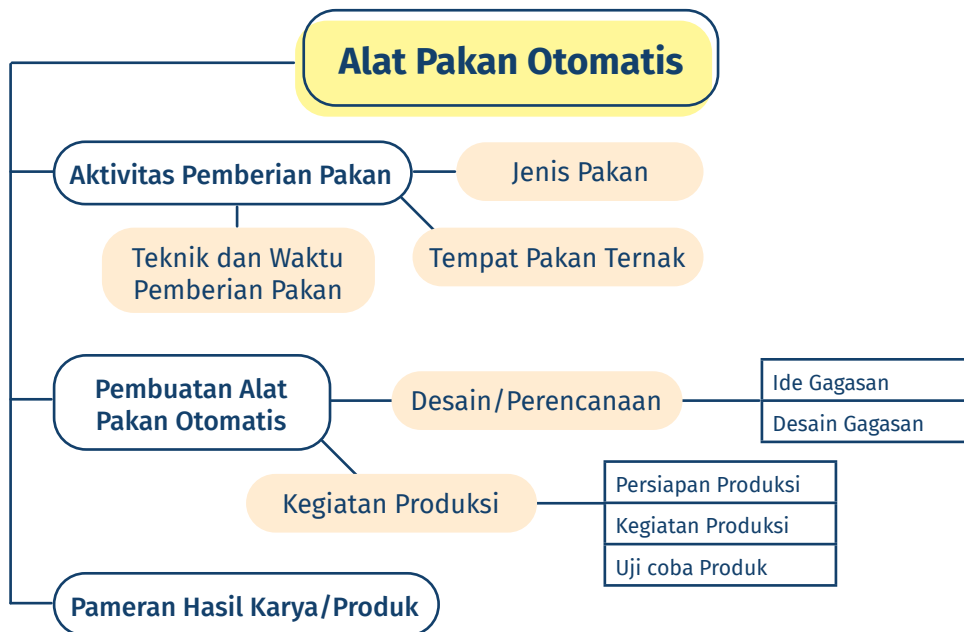 Alat Pakan Otomatis
Aktivitas Pemberian Pakan
Jenis Pakan
Teknik dan Waktu
Pemberian Pakan
Tempat Pakan Ternak
Pembuatan Alat
Pakan Otomatis
Desain/Perencanaan
Ide Gagasan
Desain Gagasan
Kegiatan Produksi
Persiapan Produksi
Kegiatan Produksi
Uji coba Produk
Pameran Hasil Karya/Produk